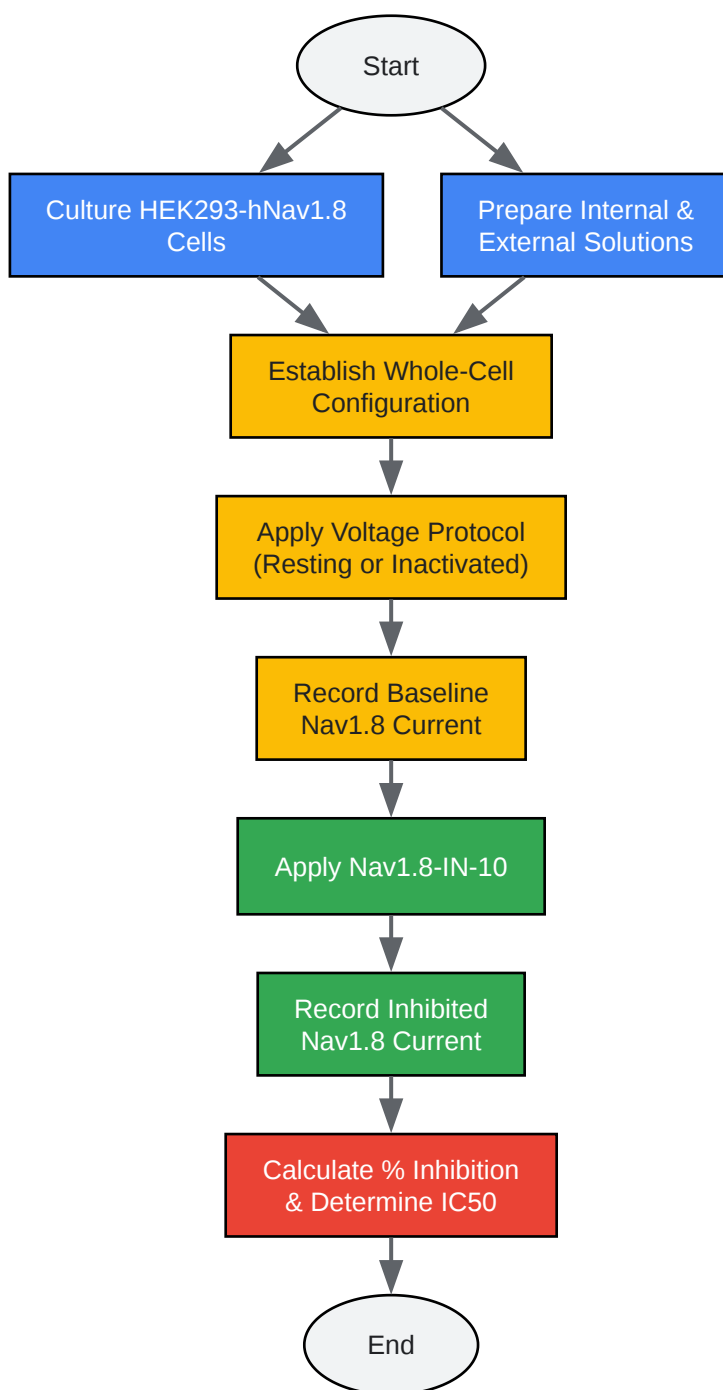 Start
Culture HEK293-hNav1.8
Cells
Prepare Internal &
External Solutions
Establish Whole-Cell
Configuration
Apply Voltage Protocol
(Resting or Inactivated)
Record Baseline
Nav1.8 Current
Apply Nav1.8-IN-10
Record Inhibited
Nav1.8 Current
Calculate % Inhibition
& Determine IC50
End